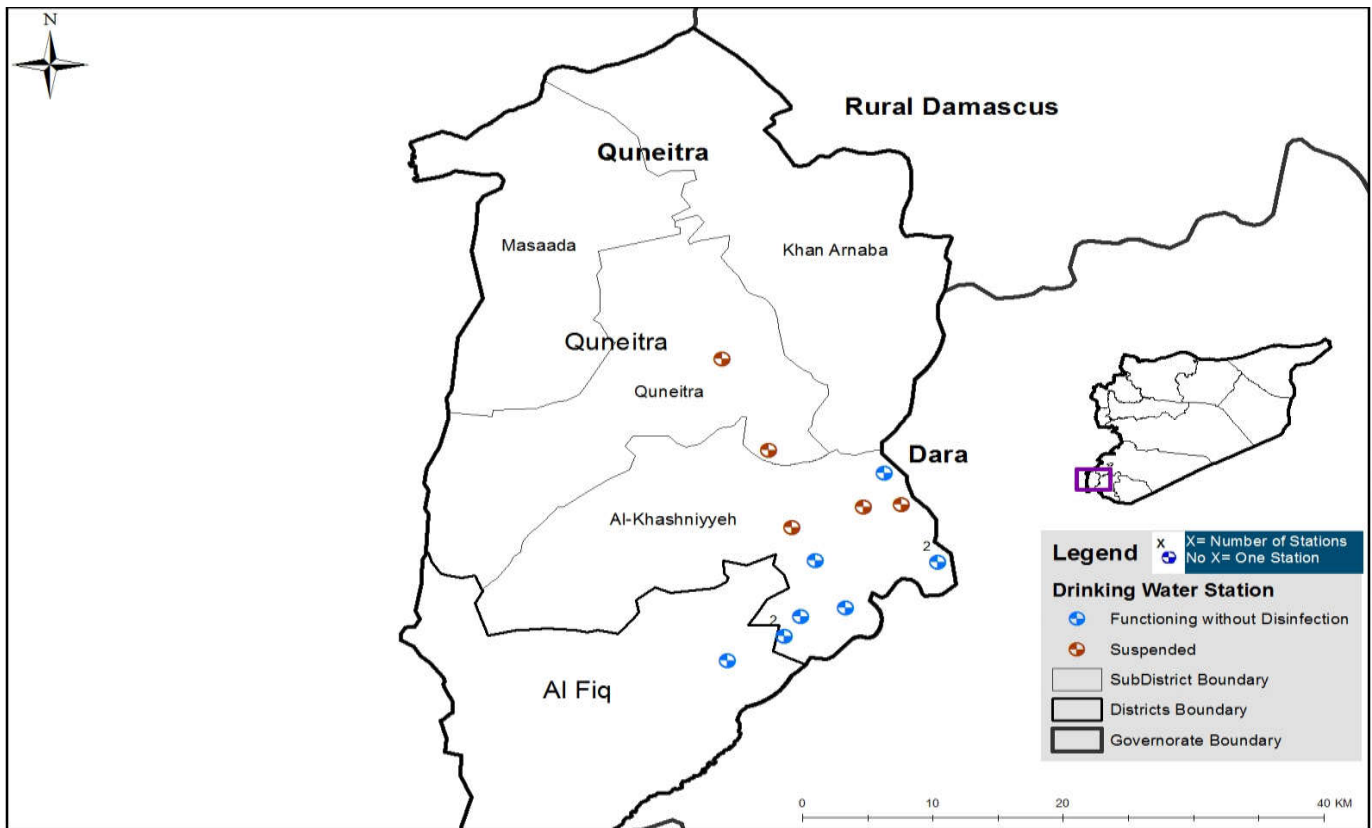 N
Rural Damascus
Quneitra
Masaada
Khan Arnaba
Quneitra
Quneitra
Dara
Al-Khashniyyeh
2
2
Al Fiq
Legend
X
X= Number of Stations
No X= One Station
Drinking Water Station
Functioning without Disinfection
Suspended
SubDistrict Boundary
Districts Boundary
Governorate Boundary
0 10 20 40 KM